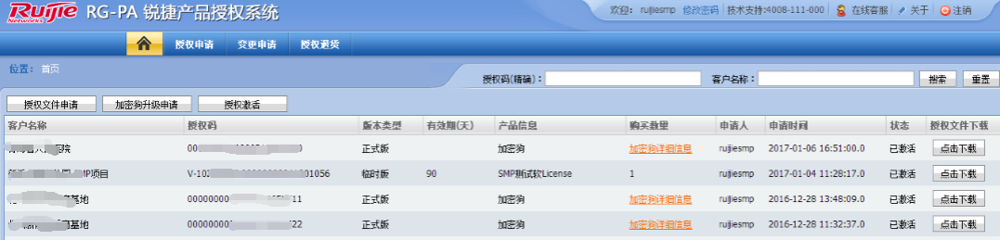 Ruijie Networks RG-PA 锐捷产品授权系统 欢迎: ruijiesmp 修改密码 | 技术支持:4008-111-000 在线客服 关于 注销
授权申请 变更申请 授权退货
位置: 首页
授权码(精确): 客户名称: 搜索 重置
授权文件申请 加密狗升级申请 授权激活
客户名称 授权码 版本类型 有效期(天) 产品信息 购买数量 申请人 申请时间 状态 授权文件下载
医院 00 0 正式版 加密狗 加密狗详细信息 ruijiesmp 2017-01-06 16:51:00.0 已激活 点击下载
MP项目 V-10 01056 临时版 90 SMP测试软License 1 ruijiesmp 2017-01-04 11:28:17.0 已激活 点击下载
基地 00000000 11 正式版 加密狗 加密狗详细信息 ruijiesmp 2016-12-28 13:48:09.0 已激活 点击下载
基地 00000000 22 正式版 加密狗 加密狗详细信息 ruijiesmp 2016-12-28 11:32:37.0 已激活 点击下载